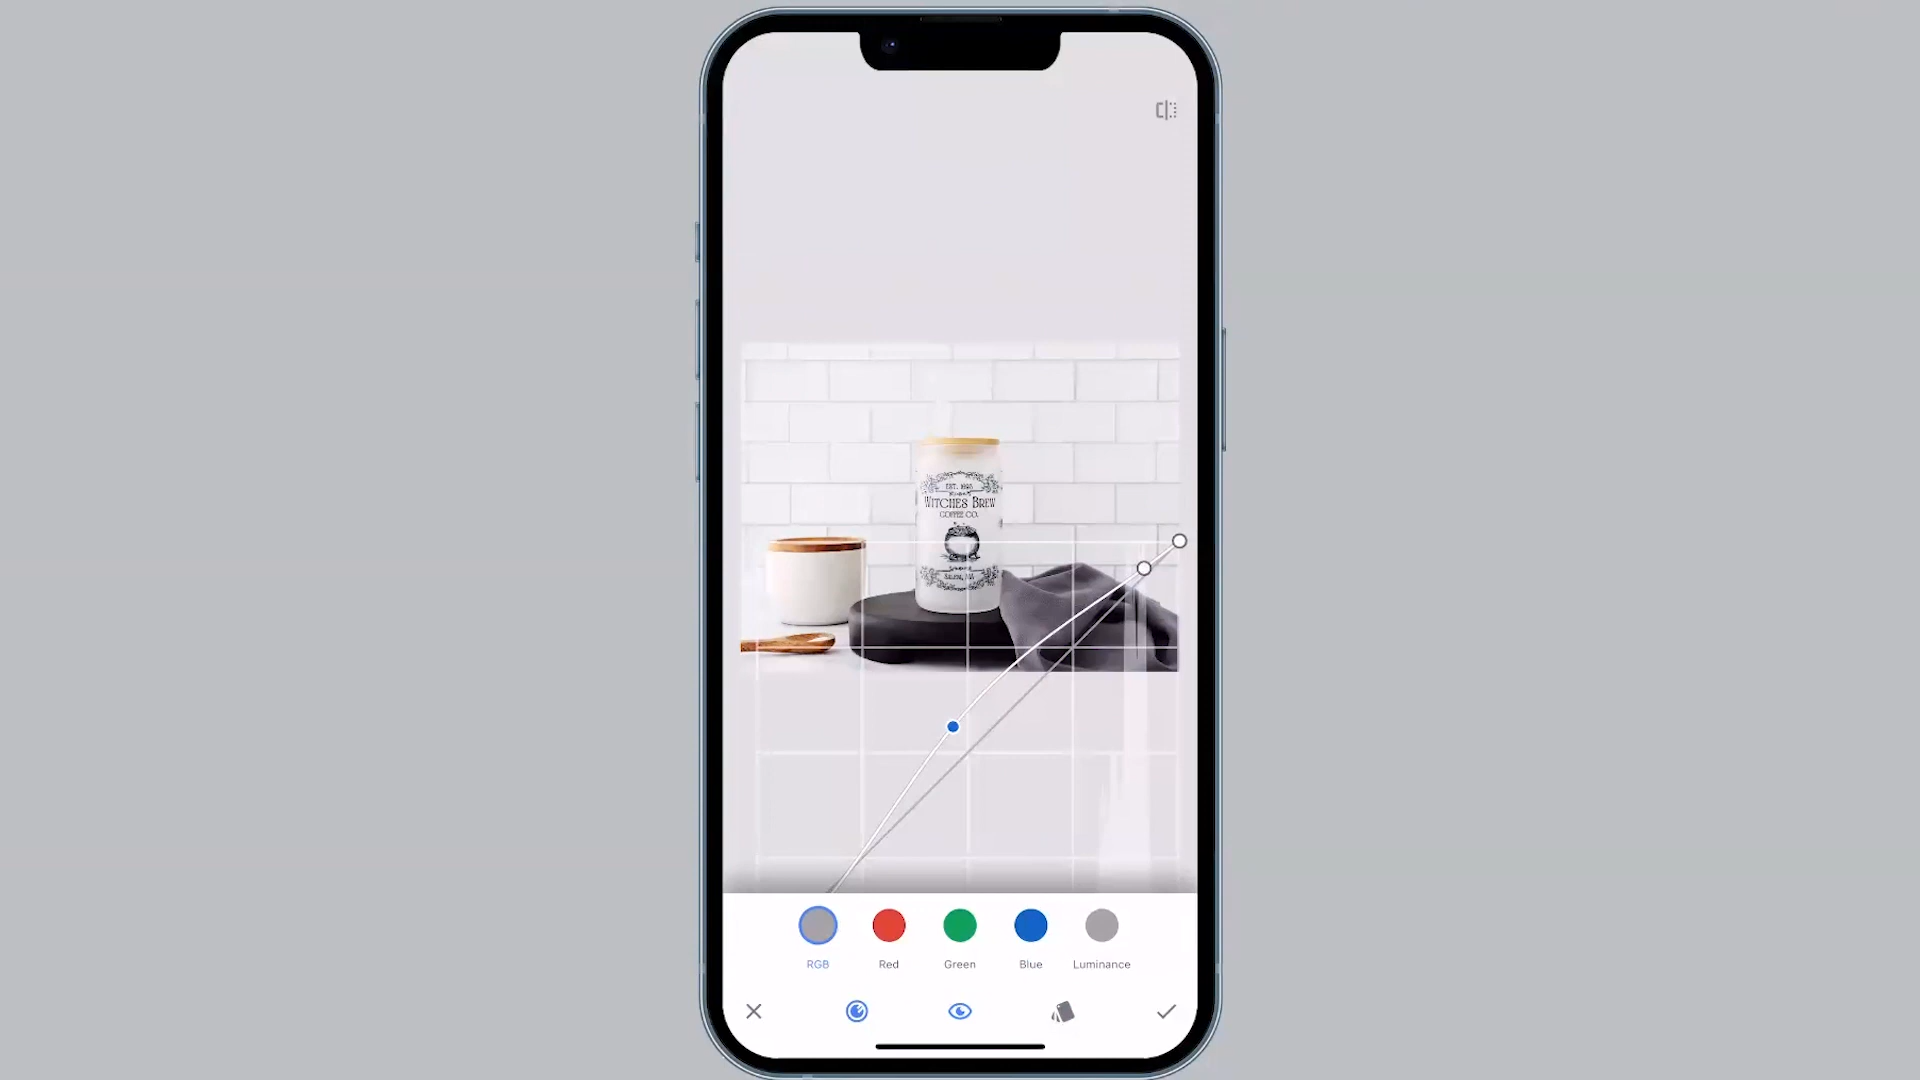 EST. 1692
WITCHES BREW
COFFEE CO.
SALEM, MA
RGB
Red
Green
Blue
Luminance